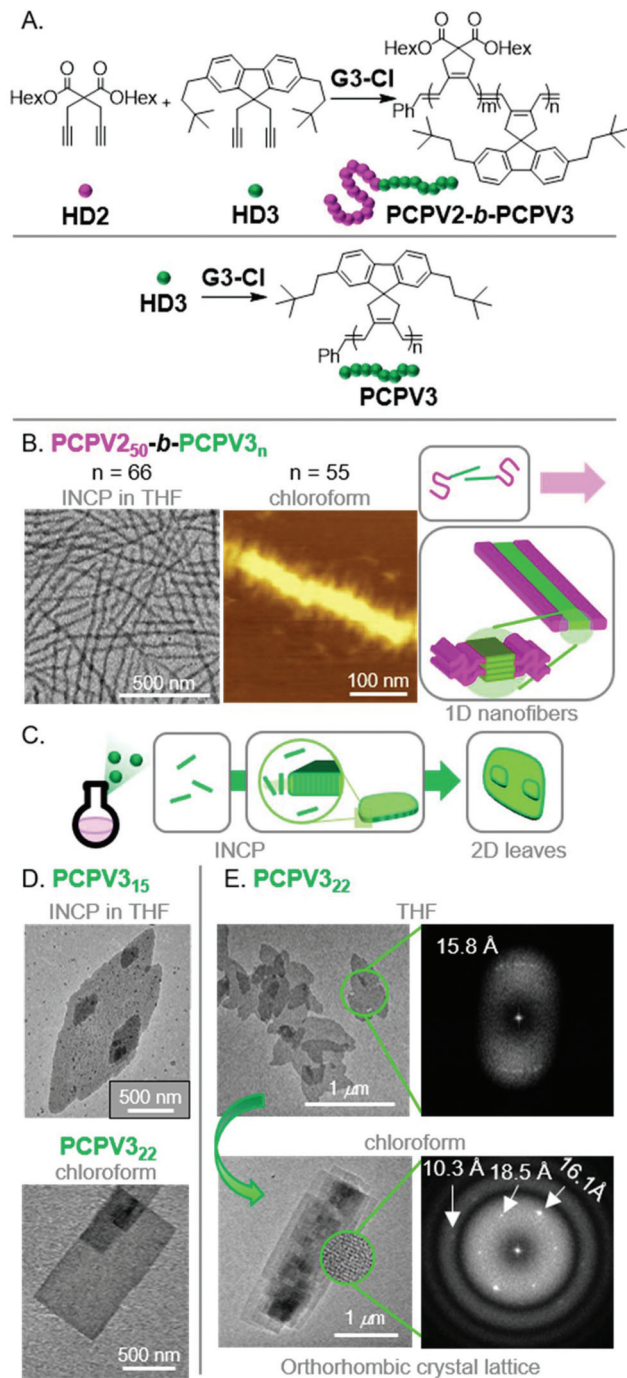 A.
O O
HexO OHex
+
G3-Cl
O O
HexO OHex
Ph
m
n
HD2
HD3
PCPV2-b-PCPV3
HD3
G3-Cl
Ph
n
PCPV3
B. PCPV2₅₀-b-PCPV3ₙ
n = 66
INCP in THF
n = 55
chloroform
500 nm
100 nm
1D nanofibers
C.
INCP
2D leaves
D. PCPV3₁₅
INCP in THF
500 nm
PCPV3₂₂
chloroform
500 nm
E. PCPV3₂₂
THF
1 μm
15.8 Å
chloroform
1 μm
10.3 Å
18.5 Å
16.1Å
Orthorhombic crystal lattice